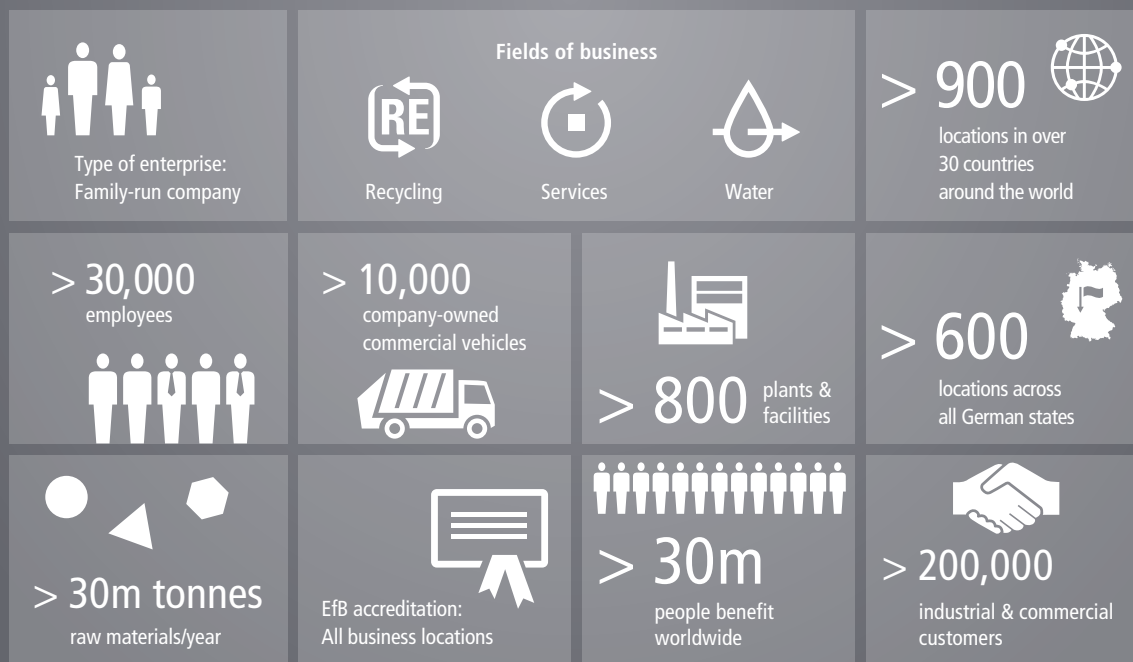 Type of enterprise:
Family-run company
Fields of business
RE
Recycling
Services
Water
> 900
locations in over
30 countries
around the world
> 30,000
employees
> 10,000
company-owned
commercial vehicles
> 800 plants &
facilities
> 600
locations across
all German states
> 30m tonnes
raw materials/year
EfB accreditation:
All business locations
> 30m
people benefit
worldwide
> 200,000
industrial & commercial
customers